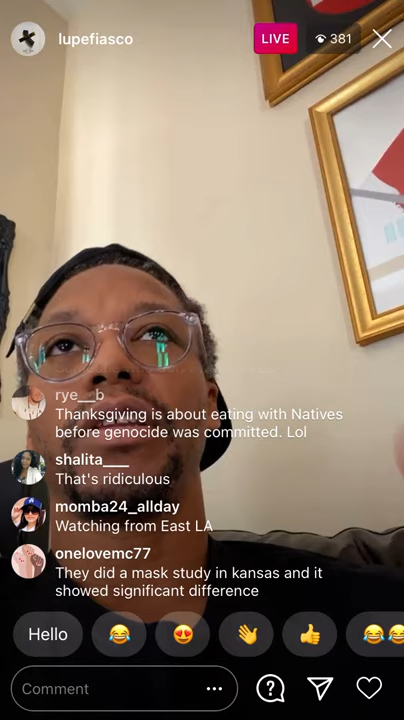 lupefiasco
LIVE
381
rye__b
Thanksgiving is about eating with Natives
before genocide was committed. Lol
shalita___
That's ridiculous
momba24_allday
Watching from East LA
onelovemc77
They did a mask study in kansas and it
showed significant difference
Hello
Comment